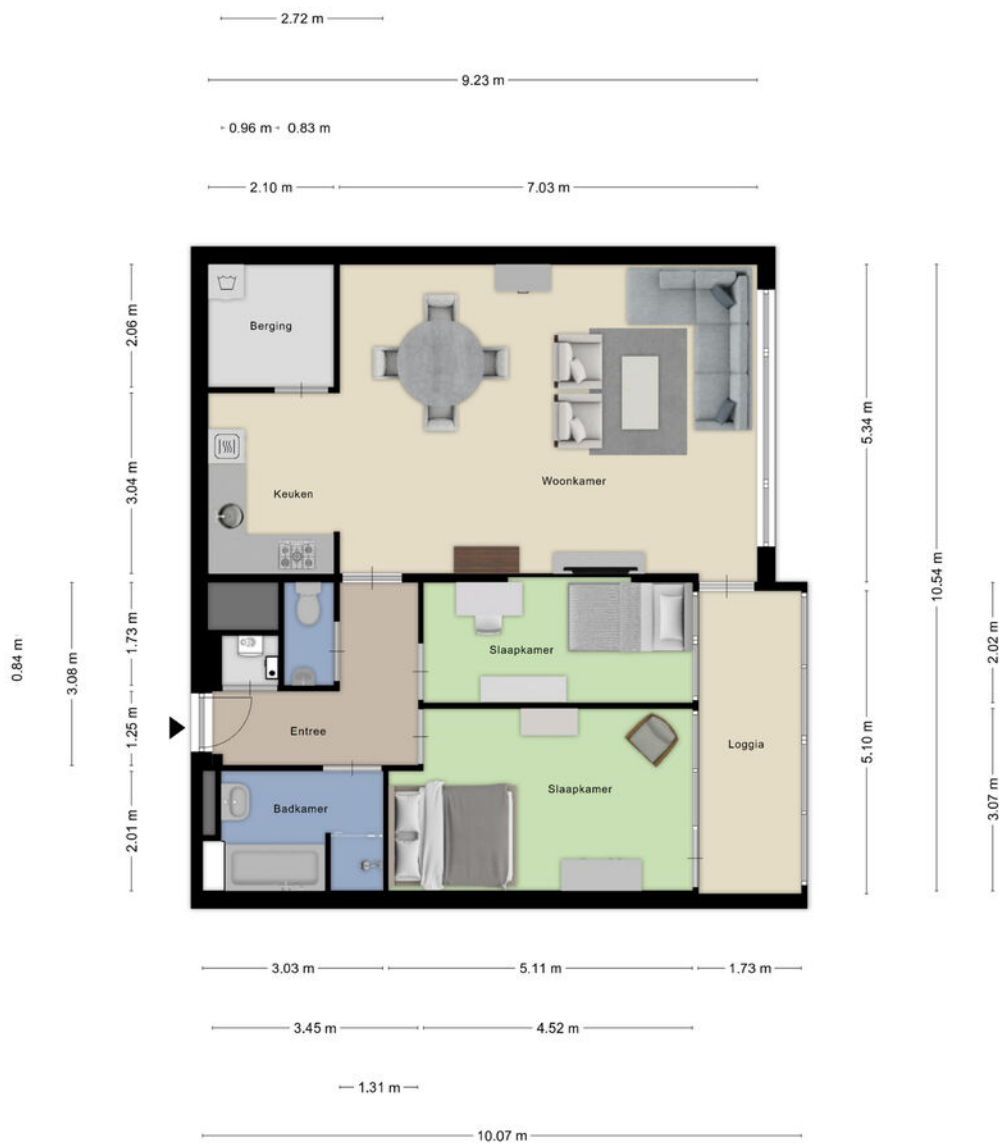 2.72 m
9.23 m
0.96 m 0.83 m
2.10 m 7.03 m
2.06 m
Berging
5.34 m
10.54 m
3.04 m
Keuken
Woonkamer
0.84 m
3.08 m
1.73 m
Slaapkamer
2.02 m
1.25 m
Entree
Loggia
5.10 m
Slaapkamer
Badkamer
2.01 m
3.07 m
3.03 m 5.11 m 1.73 m
3.45 m 4.52 m
1.31 m
10.07 m